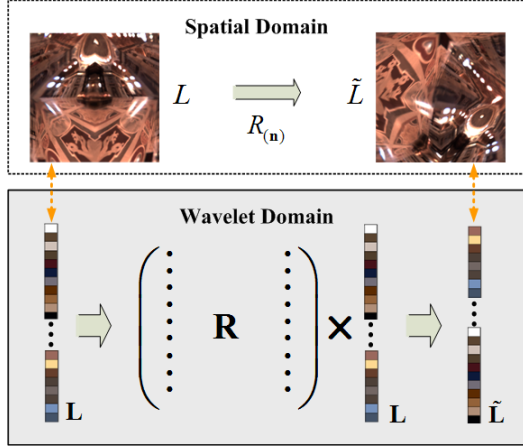 Spatial Domain
L
L̃
R(n)
Wavelet Domain
R
×
L
L
L̃